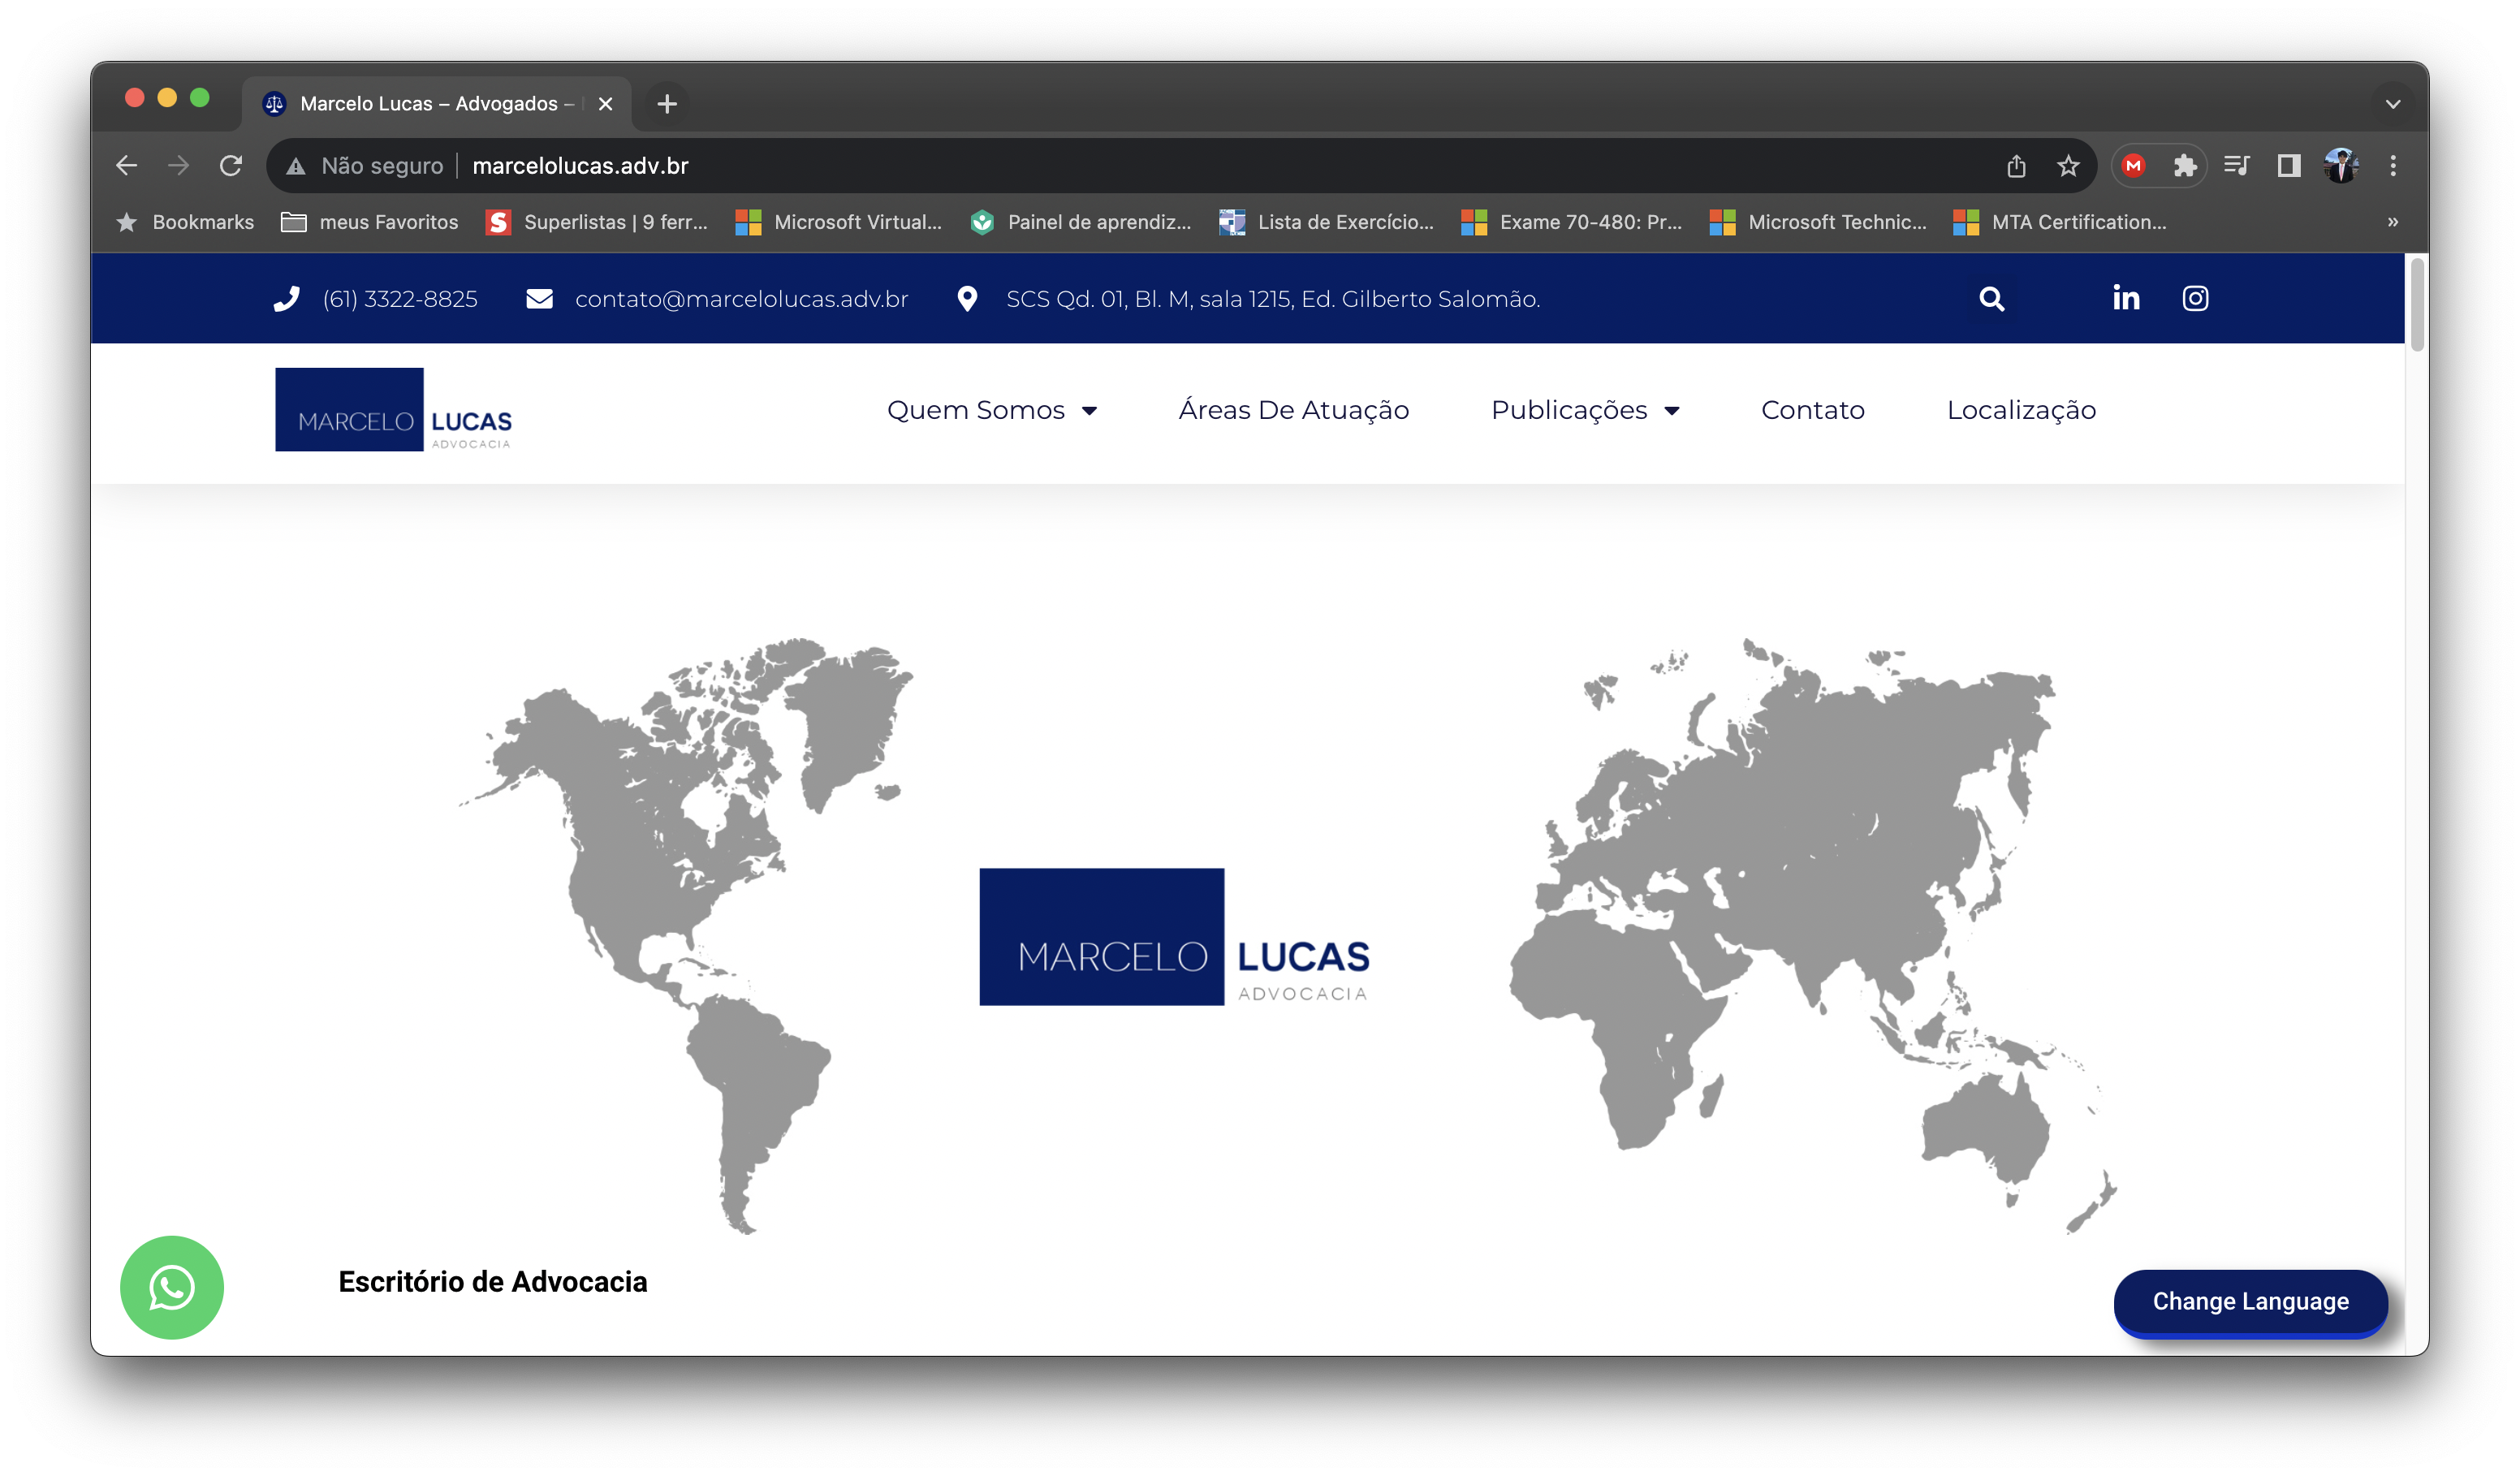 Marcelo Lucas – Advogados –
Não seguro marcelolucas.adv.br
Bookmarks meus Favoritos Superlistas | 9 ferr... Microsoft Virtual... Painel de aprendiz... Lista de Exercício... Exame 70-480: Pr... Microsoft Technic... MTA Certification... »
(61) 3322-8825 contato@marcelolucas.adv.br SCS Qd. 01, Bl. M, sala 1215, Ed. Gilberto Salomão.
MARCELO LUCAS
ADVOCACIA
Quem Somos Áreas De Atuação Publicações Contato Localização
MARCELO LUCAS
ADVOCACIA
Escritório de Advocacia
Change Language